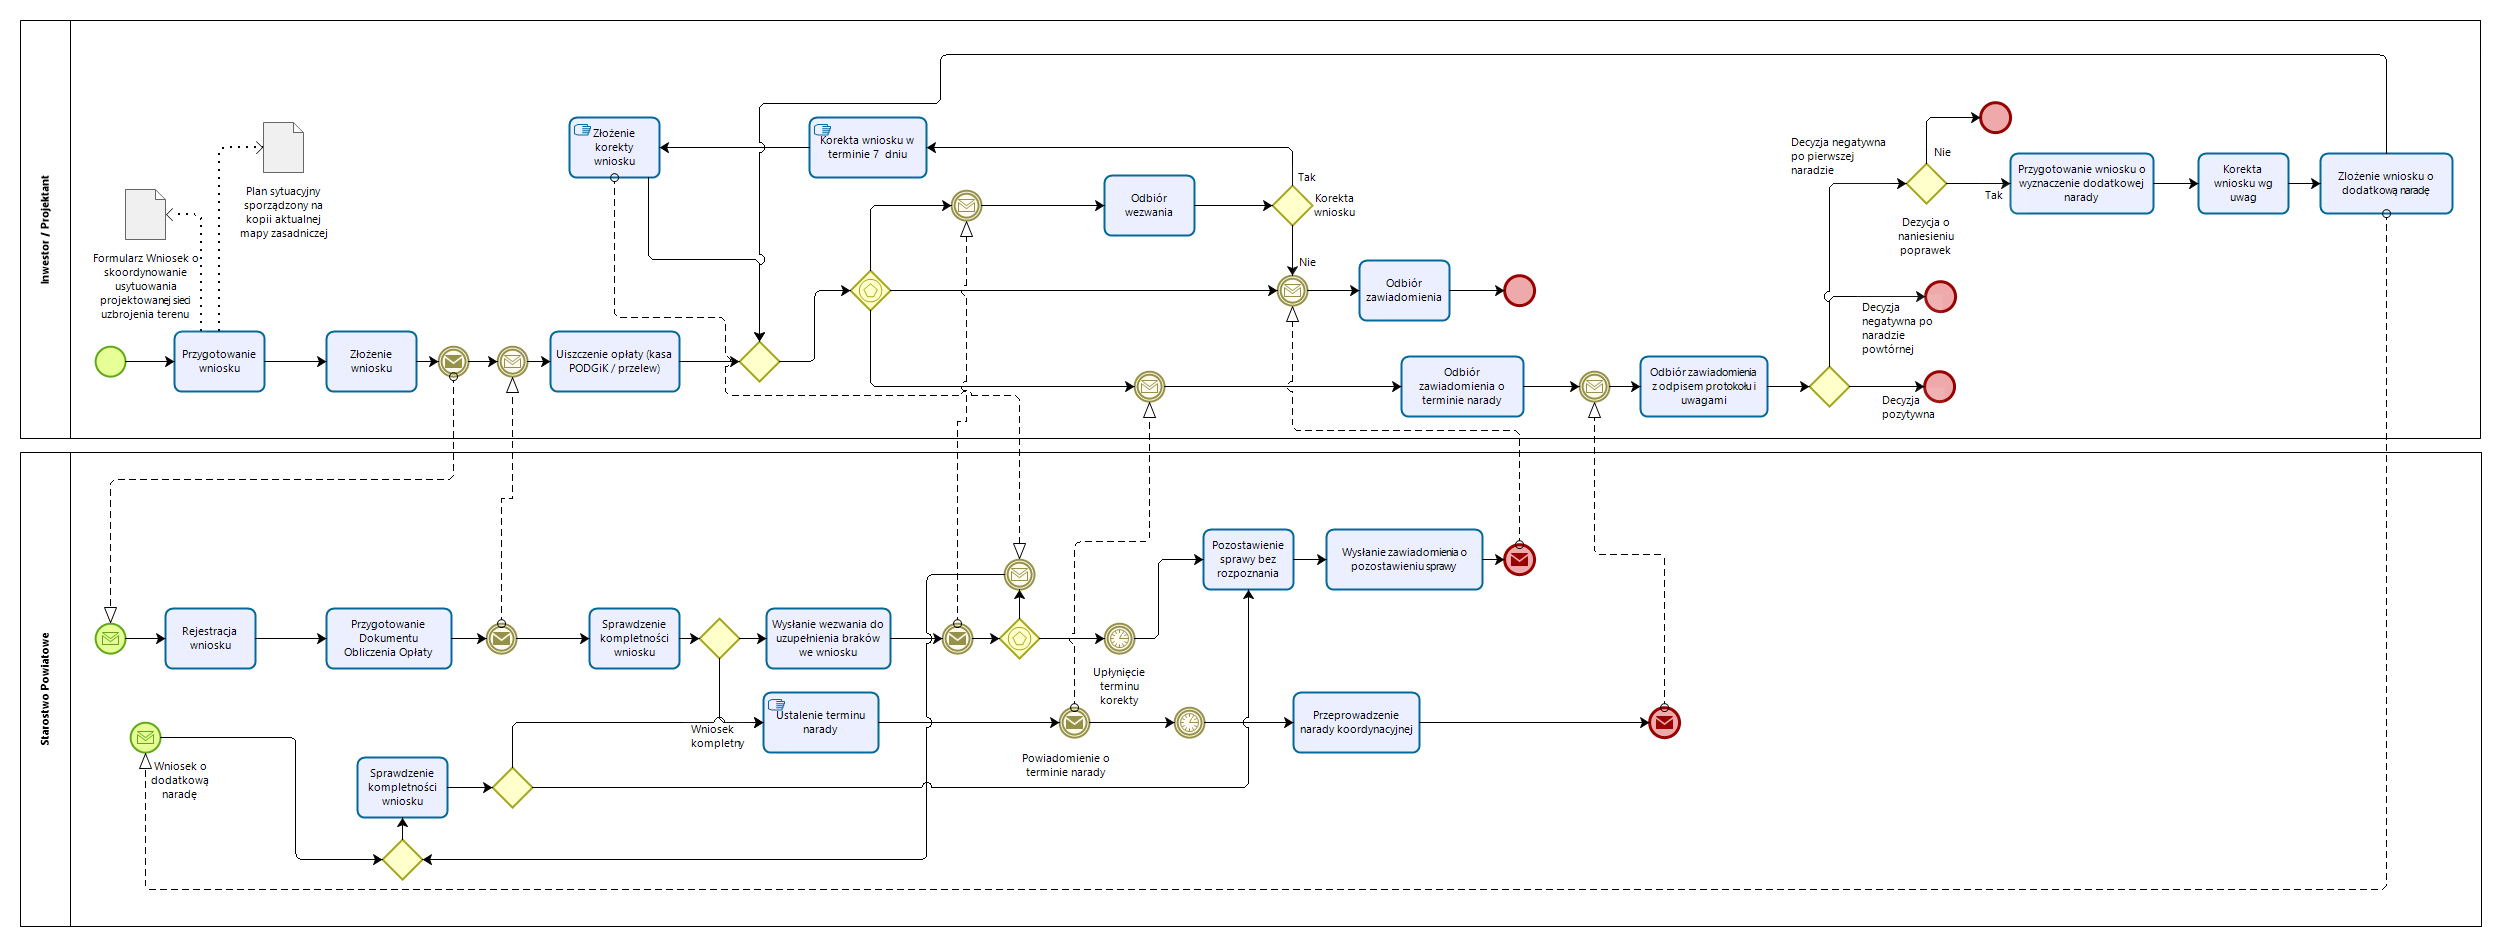 Inwestor / Projektant
Złożenie
korekty
wniosku
Korekta wniosku w
terminie 7 dniu
Decyzja negatywna
po pierwszej
naradzie
Nie
Tak
Przygotowanie wniosku o
wyznaczenie dodatkowej
narady
Korekta
wniosku wg
uwag
Zlożenie wniosku o
dodatkową naradę
Dezycja o
naniesieniu
poprawek
Plan sytuacyjny
sporządzony na
kopii aktualnej
mapy zasadniczej
Odbiór
wezwania
Tak
Korekta
wniosku
Nie
Formularz Wniosek o
skoordynowanie
usytuowania
projektowanej sieci
uzbrojenia terenu
Odbiór
zawiadomienia
Decyzja
negatywna po
naradzie
powtórnej
Przygotowanie
wniosku
Złożenie
wniosku
Uiszczenie opłaty (kasa
PODGiK / przelew)
Odbiór
zawiadomienia o
terminie narady
Odbiór zawiadomienia
z odpisem protokołu i
uwagami
Decyzja
pozytywna
Starostwo Powiatowe
Pozostawienie
sprawy bez
rozpoznania
Wysłanie zawiadomienia o
pozostawieniu sprawy
Rejestracja
wniosku
Przygotowanie
Dokumentu
Obliczenia Opłaty
Sprawdzenie
kompletności
wniosku
Wysłanie wezwania do
uzupełnienia braków
we wniosku
Upłynięcie
terminu
korekty
Wniosek
kompletny
Ustalenie terminu
narady
Powiadomienie o
terminie narady
Przeprowadzenie
narady koordynacyjnej
Wniosek o
dodatkową
naradę
Sprawdzenie
kompletności
wniosku